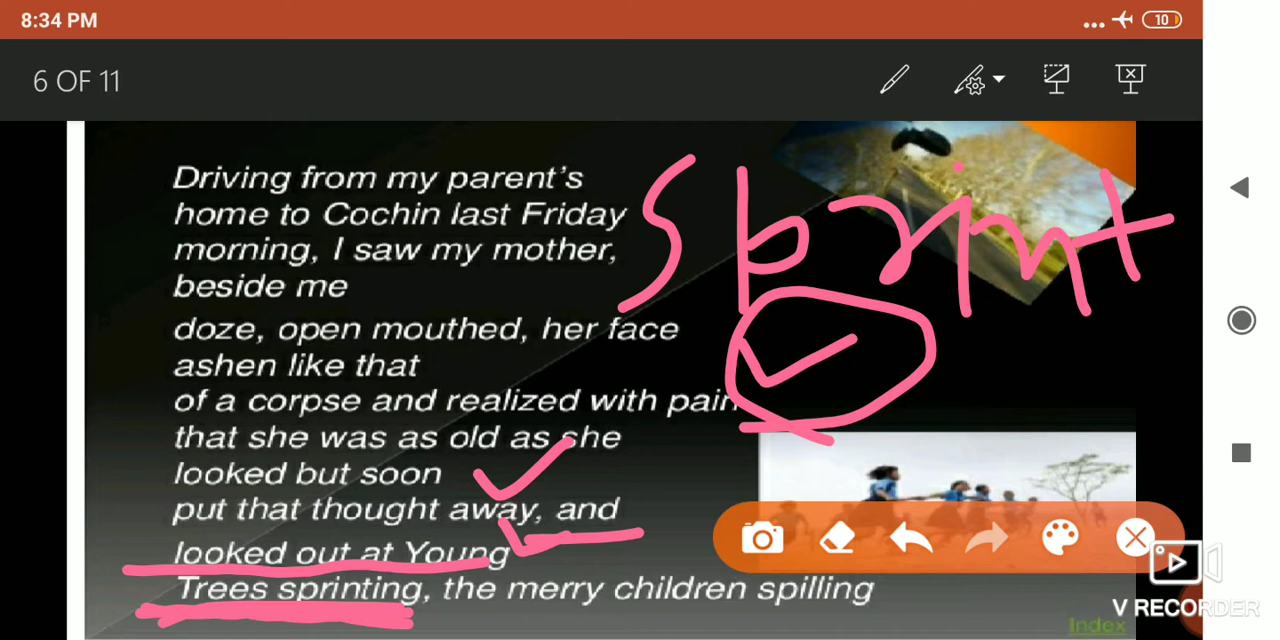 8:34 PM
10
6 OF 11
Driving from my parent's
home to Cochin last Friday
morning, I saw my mother,
beside me
doze, open mouthed, her face
ashen like that
of a corpse and realized with pain
that she was as old as she
looked but soon
put that thought away, and
looked out at Young
Trees sprinting, the merry children spilling
Sprint
V RECORDER
Index